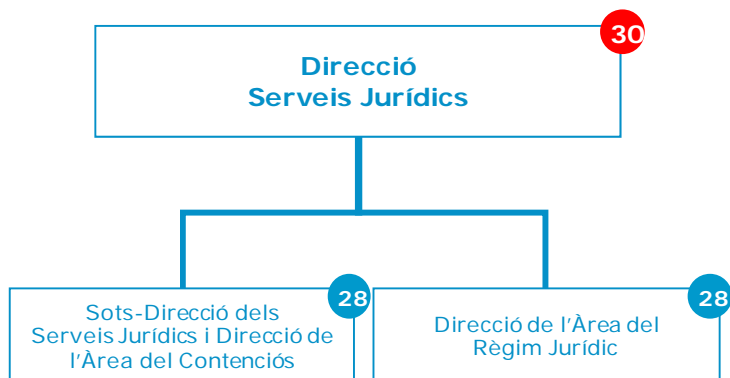 30
Direcció
Serveis Jurídics
28
Sots-Direcció dels
Serveis Jurídics i Direcció de
l'Àrea del Contenciós
28
Direcció de l'Àrea del
Règim Jurídic